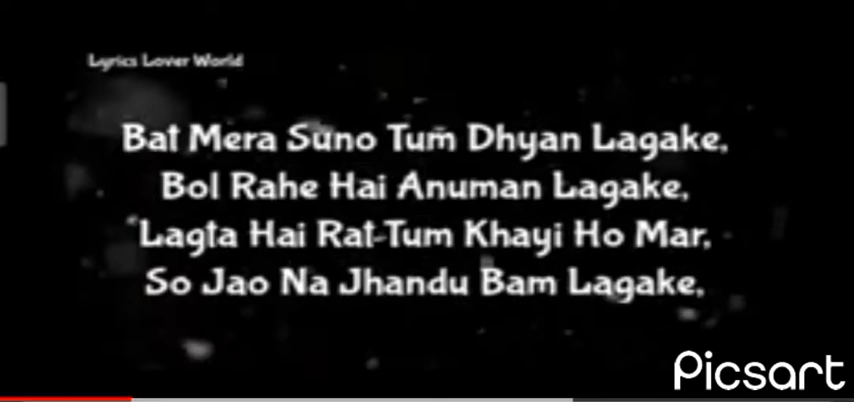 Lyrics Lover World
Bat Mera Suno Tum Dhyan Lagake,
Bol Rahe Hai Anuman Lagake,
Lagta Hai Rat Tum Khayi Ho Mar,
So Jao Na Jhandu Bam Lagake,
Picsart